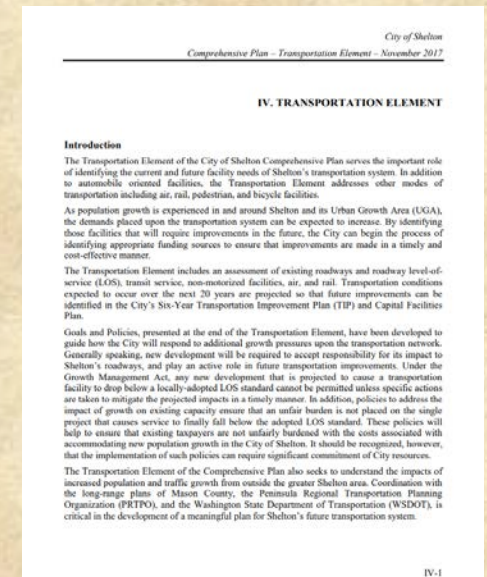 City of Shelton
Comprehensive Plan – Transportation Element – November 2017
IV. TRANSPORTATION ELEMENT
Introduction
The Transportation Element of the City of Shelton Comprehensive Plan serves the important role
of identifying the current and future facility needs of Shelton's transportation system. In addition
to automobile oriented facilities, the Transportation Element addresses other modes of
transportation including air, rail, pedestrian, and bicycle facilities.
As population growth is experienced in and around Shelton and its Urban Growth Area (UGA),
the demands placed upon the transportation system can be expected to increase. By identifying
those facilities that will require improvements in the future, the City can begin the process of
identifying appropriate funding sources to ensure that improvements are made in a timely and
cost-effective manner.
The Transportation Element includes an assessment of existing roadways and roadway level-of-
service (LOS), transit service, non-motorized facilities, air, and rail. Transportation conditions
expected to occur over the next 20 years are projected so that future improvements can be
identified in the City's Six-Year Transportation Improvement Plan (TIP) and Capital Facilities
Plan.
Goals and Policies, presented at the end of the Transportation Element, have been developed to
guide how the City will respond to additional growth pressures upon the transportation network.
Generally speaking, new development will be required to accept responsibility for its impact to
Shelton's roadways, and play an active role in future transportation improvements. Under the
Growth Management Act, any new development that is projected to cause a transportation
facility to drop below a locally-adopted LOS standard cannot be permitted unless specific actions
are taken to mitigate the projected impacts in a timely manner. In addition, policies to address the
impact of growth on existing capacity ensure that an unfair burden is not placed on the single
project that causes service to finally fall below the adopted LOS standard. These policies will
help to ensure that existing taxpayers are not unfairly burdened with the costs associated with
accommodating new population growth in the City of Shelton. It should be recognized, however,
that the implementation of such policies can require significant commitment of City resources.
The Transportation Element of the Comprehensive Plan also seeks to understand the impacts of
increased population and traffic growth from outside the greater Shelton area. Coordination with
the long-range plans of Mason County, the Peninsula Regional Transportation Planning
Organization (PRTPO), and the Washington State Department of Transportation (WSDOT), is
critical in the development of a meaningful plan for Shelton's future transportation system.
IV-1